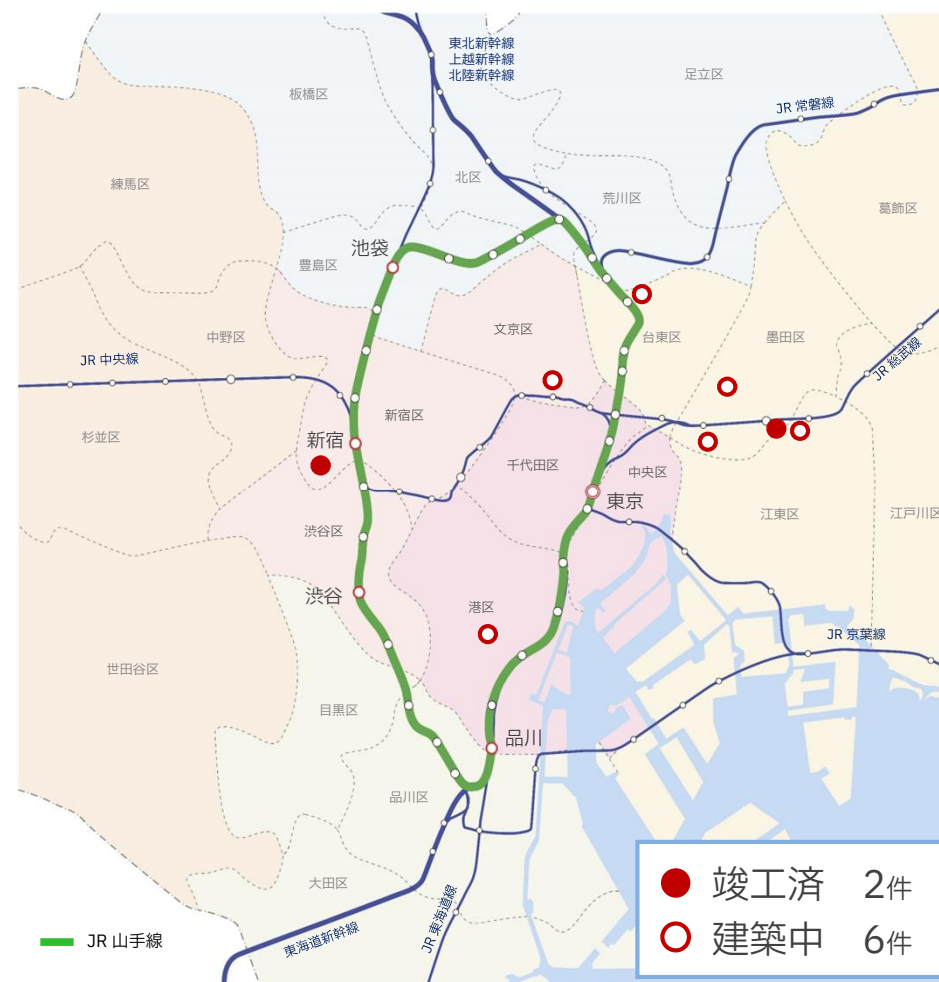 東北新幹線
上越新幹線
北陸新幹線
足立区
板橋区
JR 常磐線
北区
練馬区
荒川区
葛飾区
池袋
豊島区
文京区
台東区
墨田区
中野区
JR 中央線
JR 総武線
杉並区
新宿
新宿区
千代田区
中央区
東京
江東区
江戸川区
渋谷区
渋谷
港区
JR 京葉線
世田谷区
目黒区
品川
品川区
大田区
東海道新幹線
JR 東海道線
JR 山手線
竣工済 2件
建築中 6件